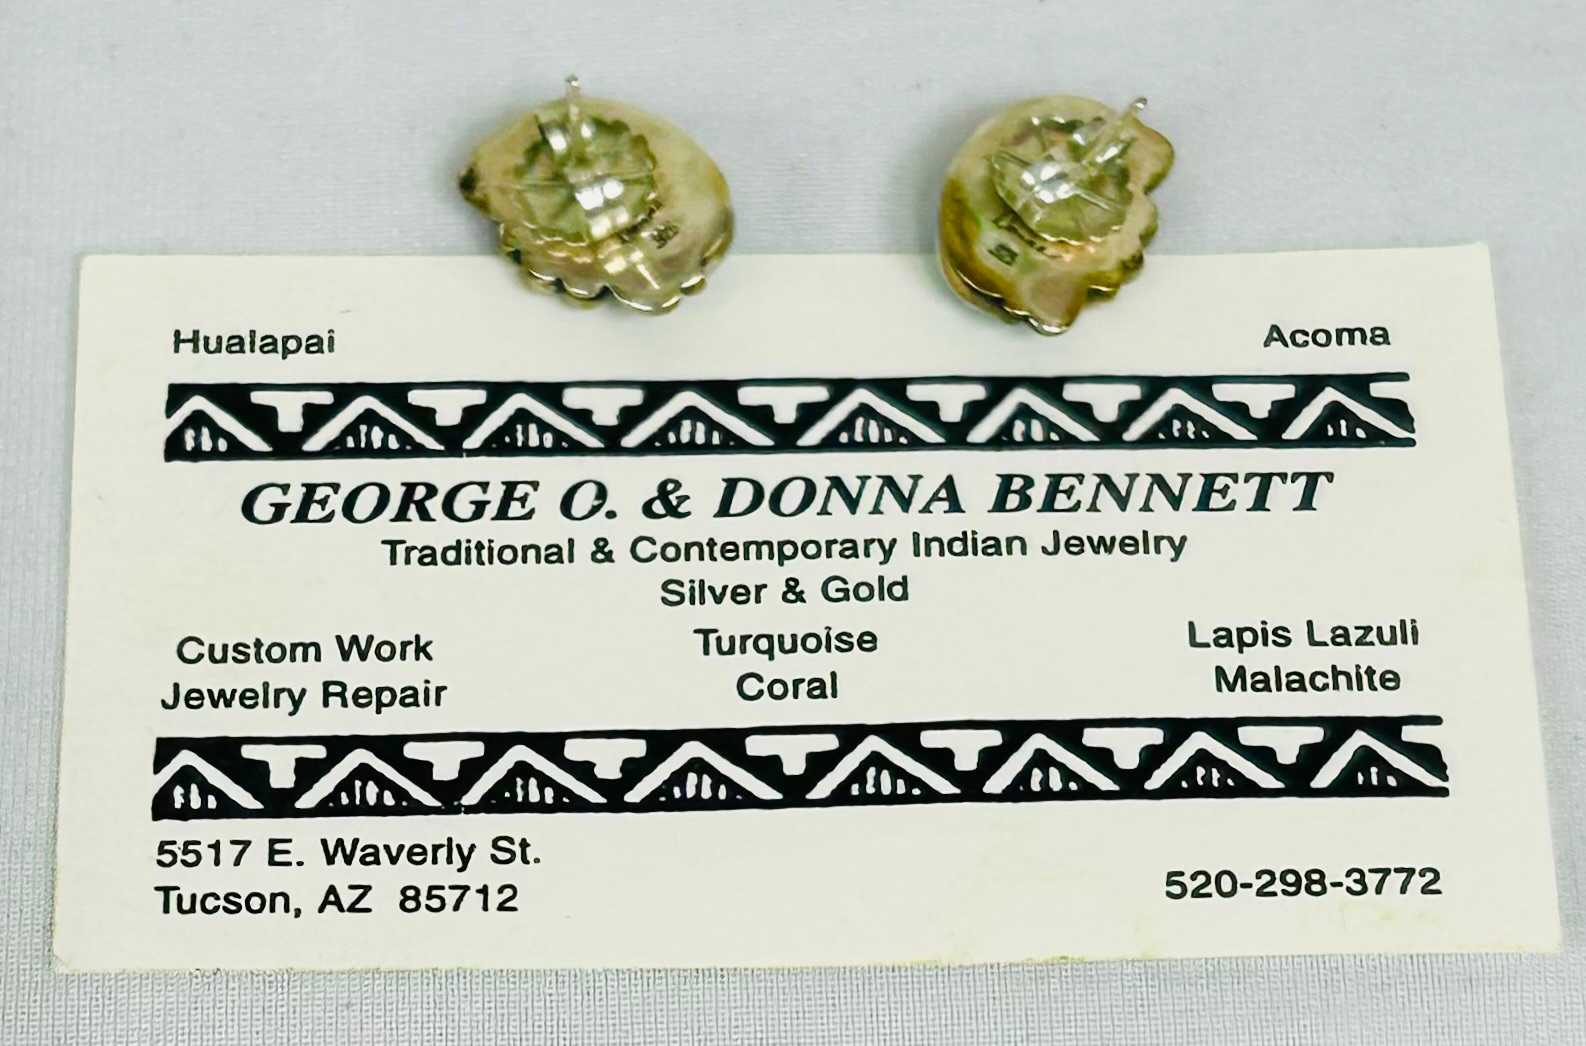 Hualapai Acoma
GEORGE O. & DONNA BENNETT
Traditional & Contemporary Indian Jewelry
Silver & Gold
Custom Work Turquoise Lapis Lazuli
Jewelry Repair Coral Malachite
5517 E. Waverly St.
Tucson, AZ 85712 520-298-3772